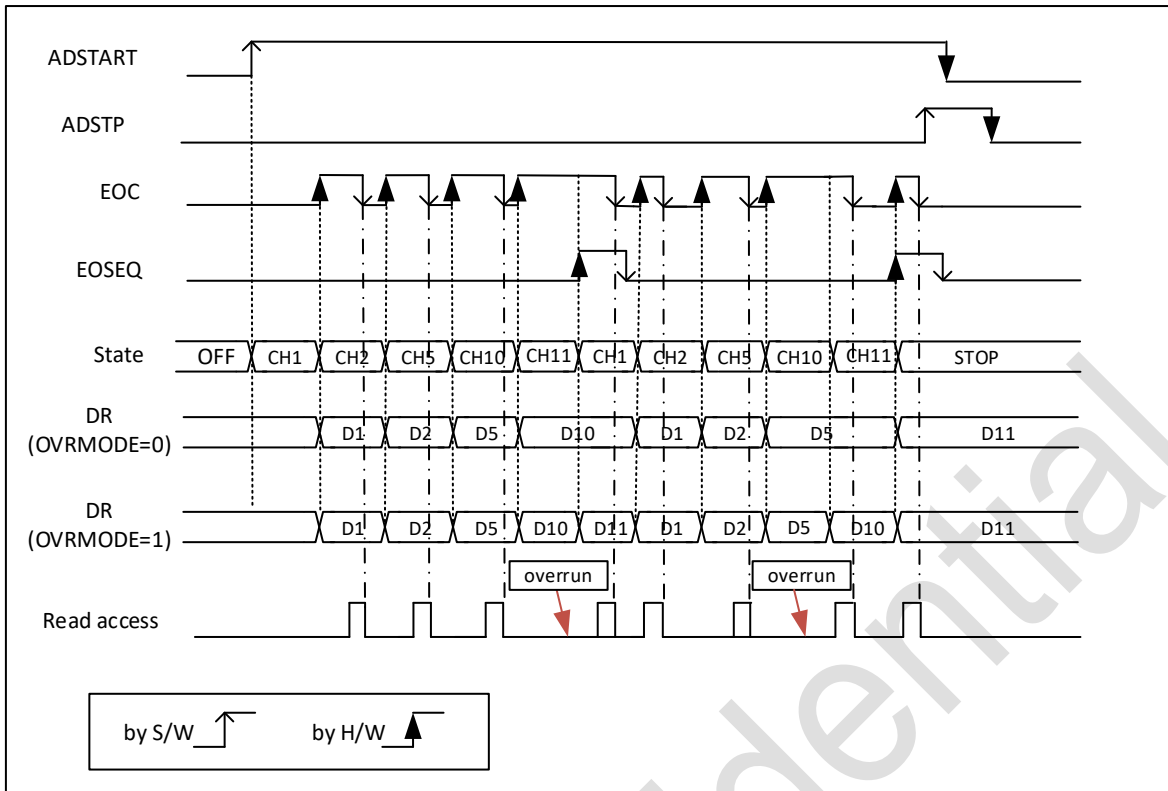 ADSTART
ADSTP
EOC
EOSEQ
State OFF CH1 CH2 CH5 CH10 CH11 CH1 CH2 CH5 CH10 CH11 STOP
DR
(OVRMODE=0) D1 D2 D5 D10 D1 D2 D5 D11
DR
(OVRMODE=1) D1 D2 D5 D10 D11 D1 D2 D5 D10 D11
overrun overrun
Read access
by S/W by H/W